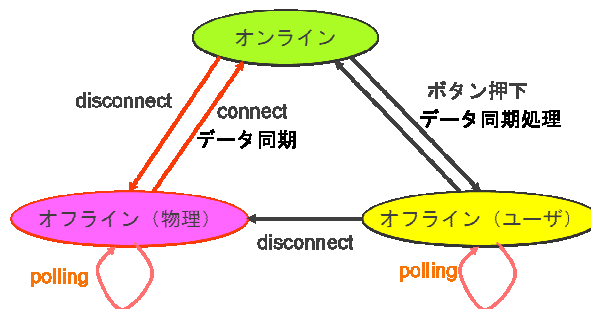 オンライン
disconnect
connect
データ同期
ボタン押下
データ同期処理
オフライン（物理）
オフライン（ユーザ）
disconnect
polling
polling